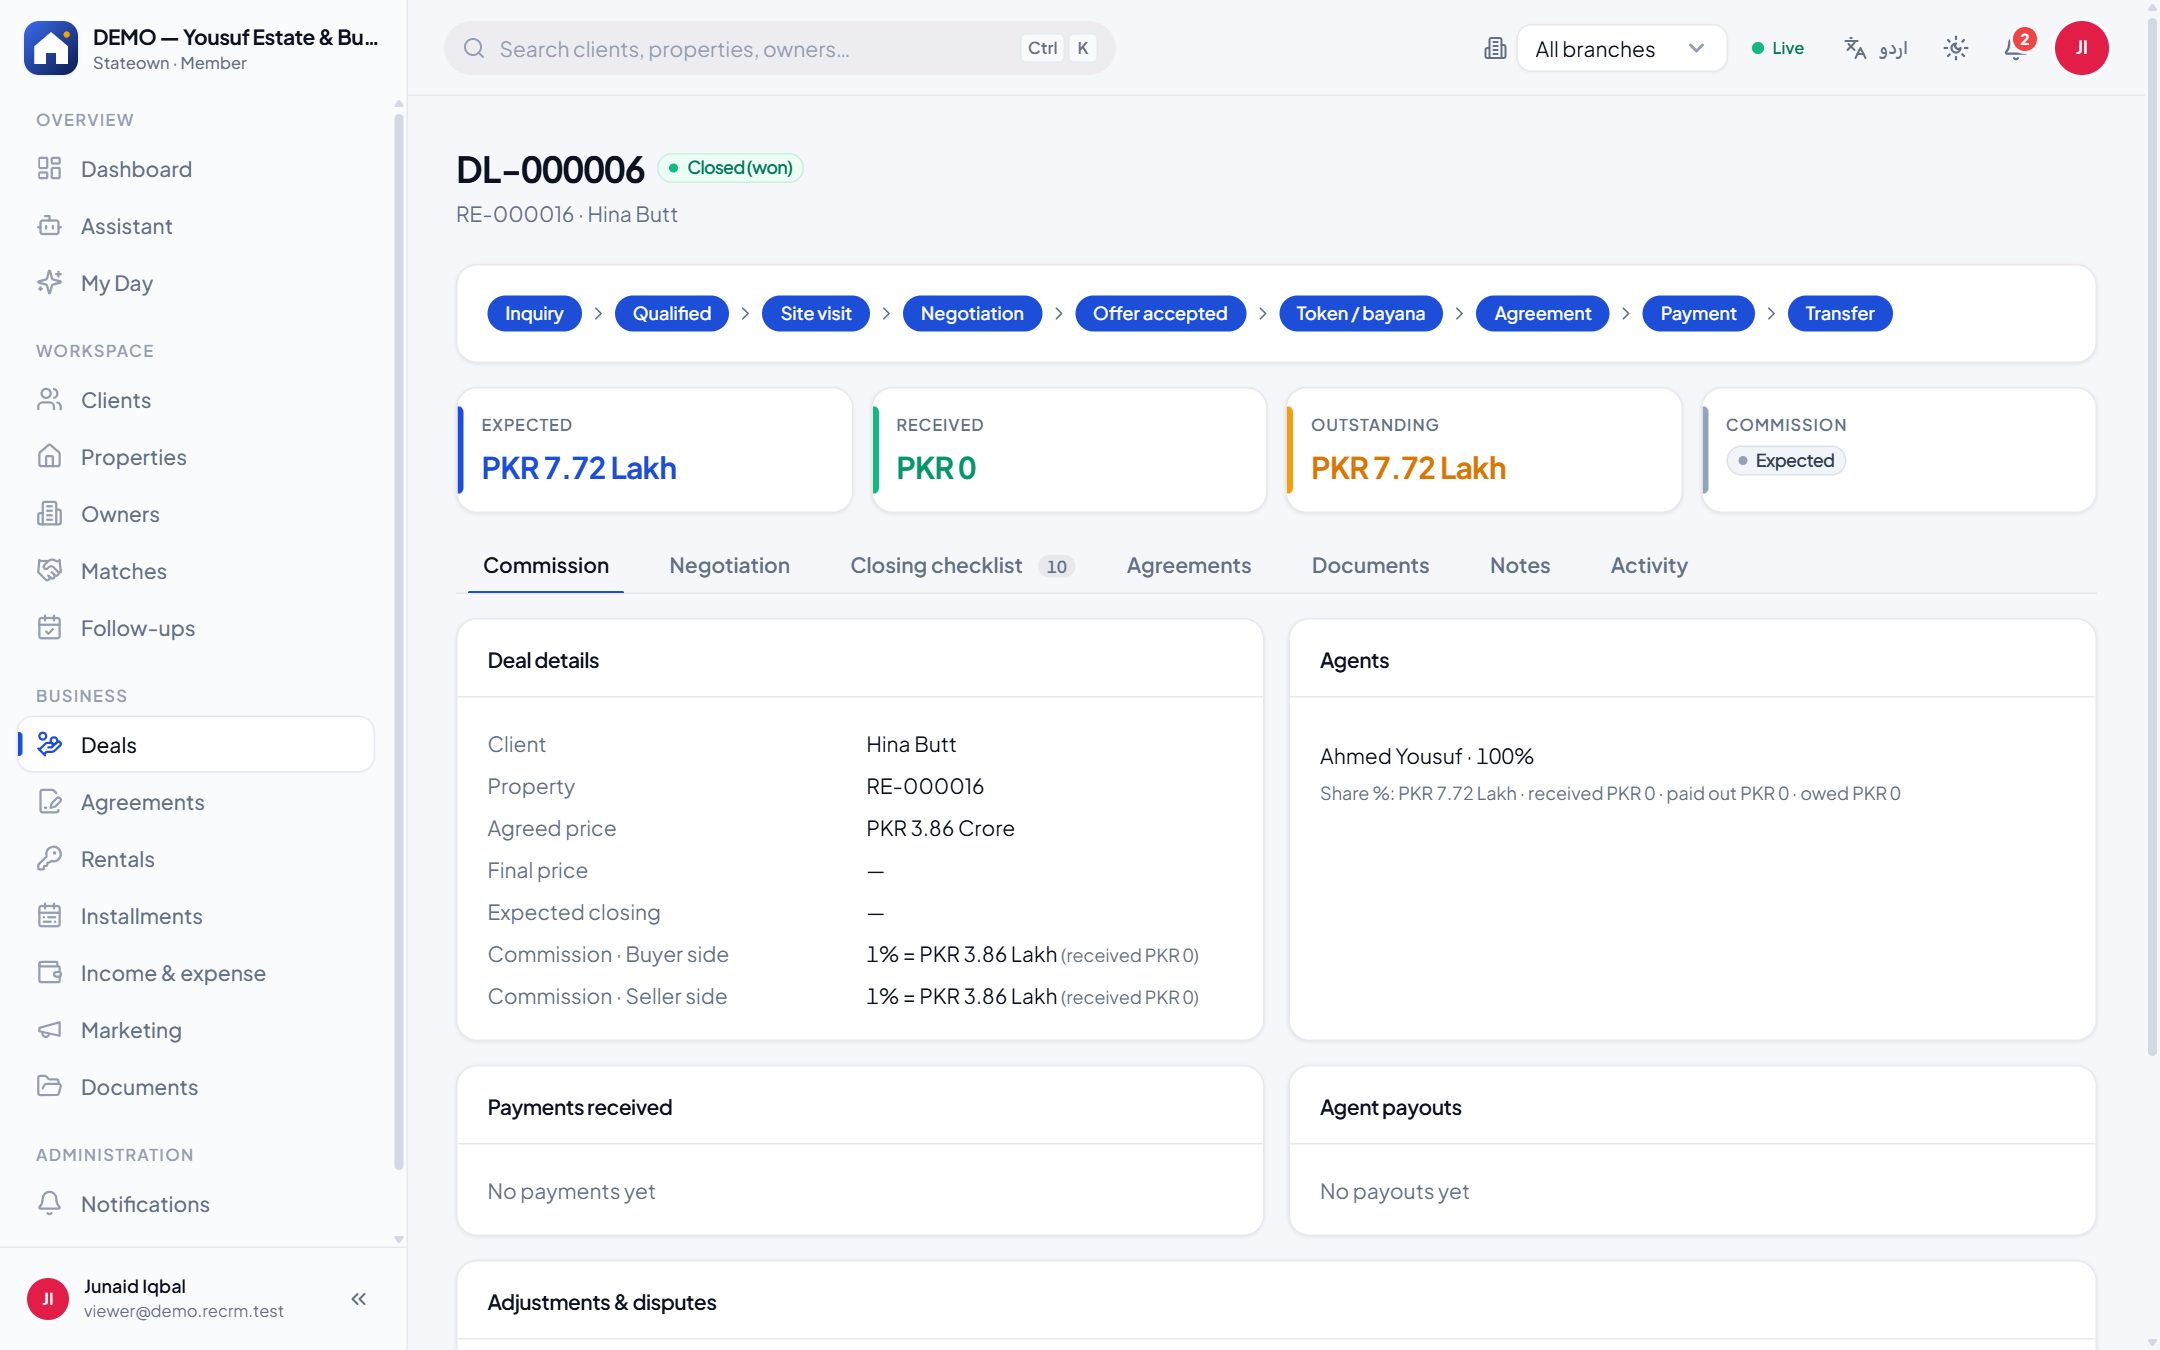 DEMO — Yousuf Estate & Bu...
Stateown · Member
OVERVIEW
Dashboard
Assistant
My Day
WORKSPACE
Clients
Properties
Owners
Matches
Follow-ups
BUSINESS
Deals
Agreements
Rentals
Installments
Income & expense
Marketing
Documents
ADMINISTRATION
Notifications
JI
Junaid Iqbal
viewer@demo.recrm.test
Search clients, properties, owners...
Ctrl K
All branches
Live
اردو
2
JI
DL-000006
Closed (won)
RE-000016 · Hina Butt
Inquiry
Qualified
Site visit
Negotiation
Offer accepted
Token / bayana
Agreement
Payment
Transfer
EXPECTED
PKR 7.72 Lakh
RECEIVED
PKR 0
OUTSTANDING
PKR 7.72 Lakh
COMMISSION
Expected
Commission
Negotiation
Closing checklist 10
Agreements
Documents
Notes
Activity
Deal details
Client Hina Butt
Property RE-000016
Agreed price PKR 3.86 Crore
Final price —
Expected closing —
Commission · Buyer side 1% = PKR 3.86 Lakh (received PKR 0)
Commission · Seller side 1% = PKR 3.86 Lakh (received PKR 0)
Agents
Ahmed Yousuf · 100%
Share %: PKR 7.72 Lakh · received PKR 0 · paid out PKR 0 · owed PKR 0
Payments received
No payments yet
Agent payouts
No payouts yet
Adjustments & disputes